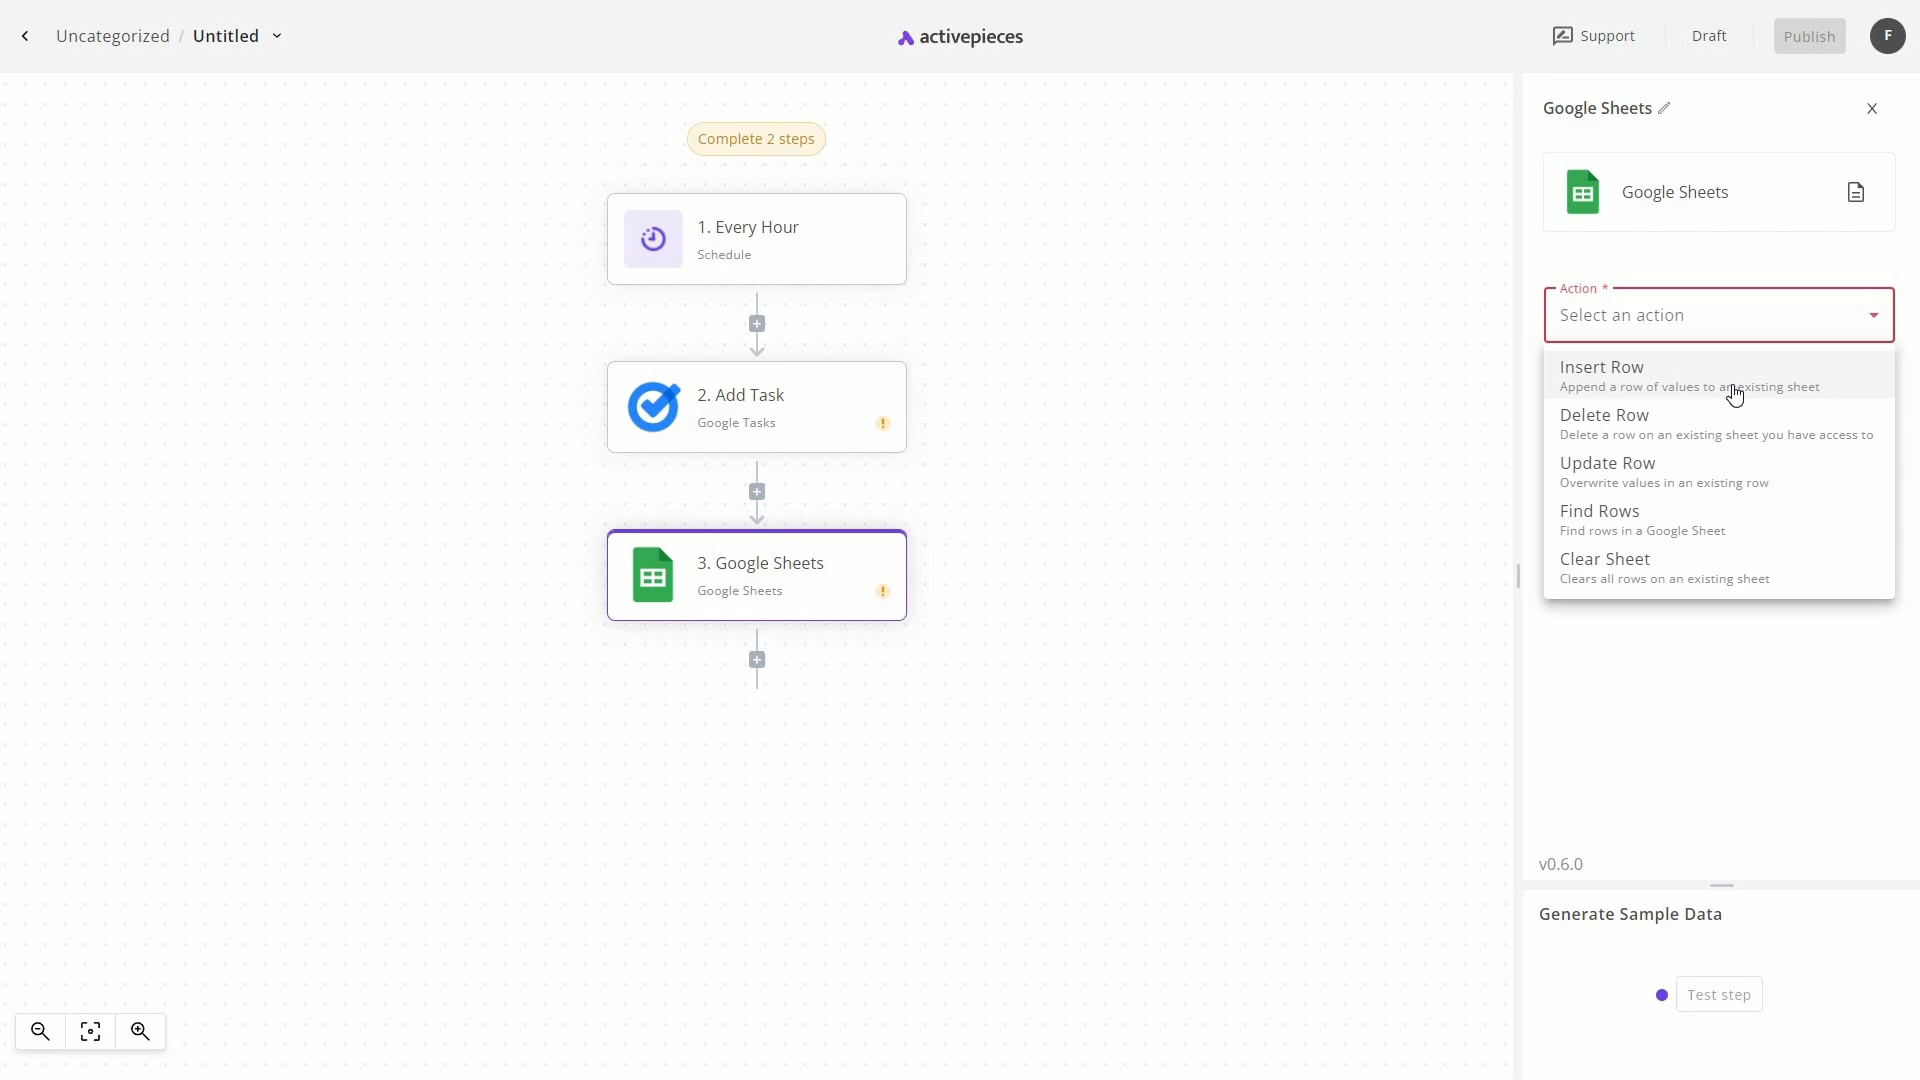 Uncategorized / Untitled
activepieces
Support
Draft
Publish
F
Complete 2 steps
1. Every Hour
Schedule
2. Add Task
Google Tasks
!
3. Google Sheets
Google Sheets
!
Google Sheets
Google Sheets
Action *
Select an action
Insert Row
Append a row of values to an existing sheet
Delete Row
Delete a row on an existing sheet you have access to
Update Row
Overwrite values in an existing row
Find Rows
Find rows in a Google Sheet
Clear Sheet
Clears all rows on an existing sheet
v0.6.0
Generate Sample Data
Test step